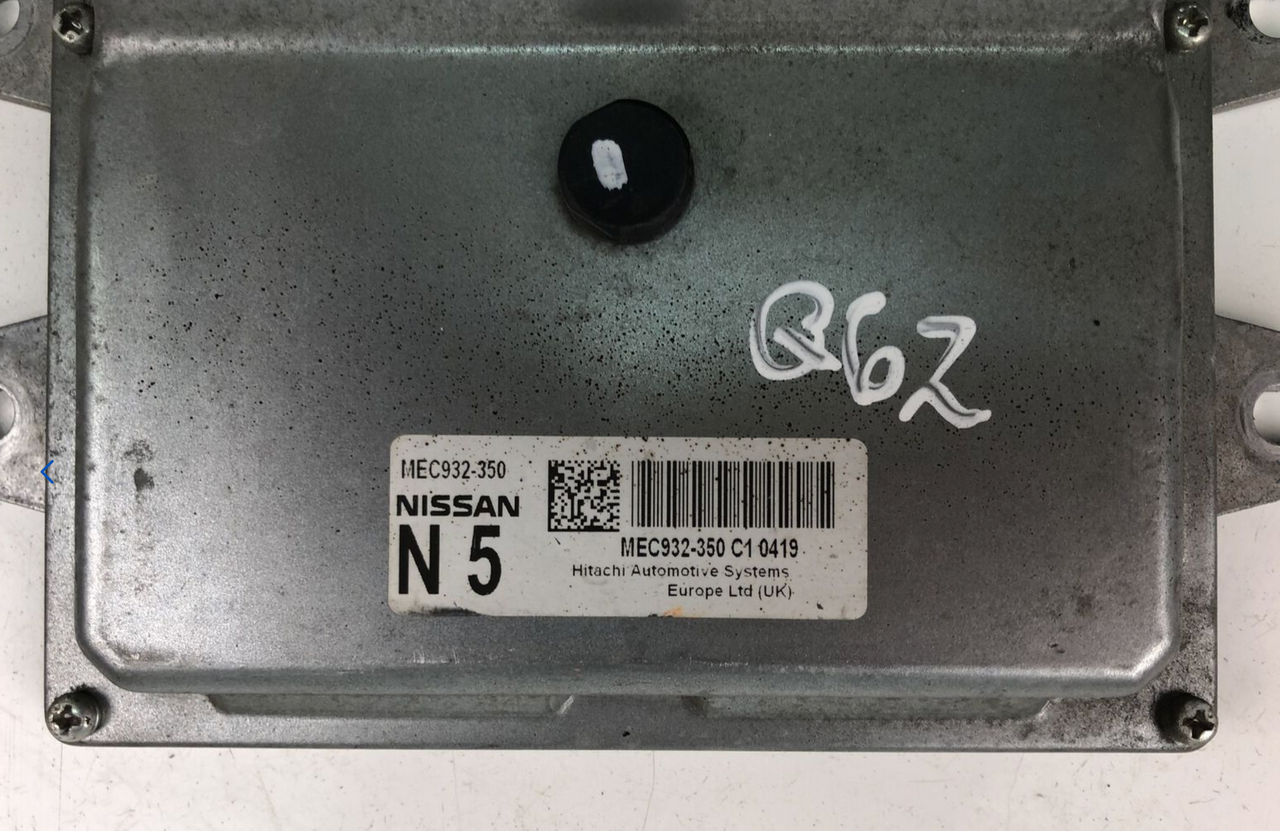 Q62
MEC932-350
NISSAN
N 5
MEC932-350 C1 0419
Hitachi Automotive Systems
Europe Ltd (UK)